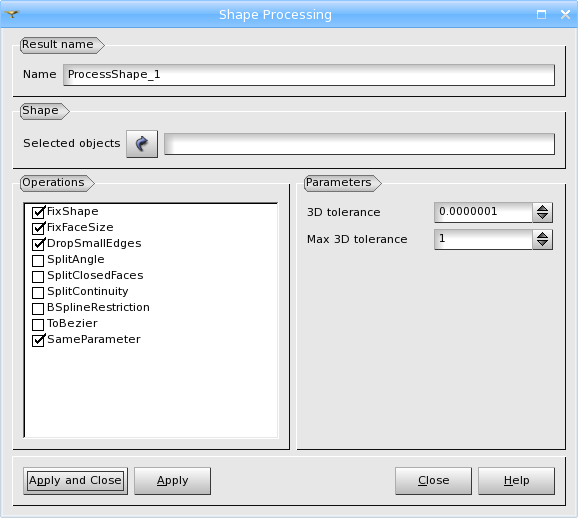 Shape Processing
Result name
Name ProcessShape_1
Shape
Selected objects
Operations
FixShape
FixFaceSize
DropSmallEdges
SplitAngle
SplitClosedFaces
SplitContinuity
BSplineRestriction
ToBezier
SameParameter
Parameters
3D tolerance 0.0000001
Max 3D tolerance 1
Apply and Close Apply Close Help